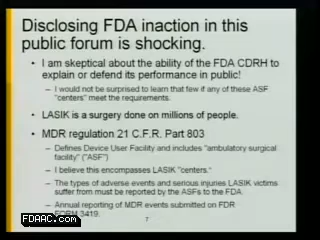 Disclosing FDA inaction in this
public forum is shocking.
• I am skeptical about the ability of the FDA CDRH to
explain or defend its performance in public!
– I would not be surprised to learn that few if any of these ASF
"centers" meet the requirements.
• LASIK is a surgery done on millions of people.
• MDR regulation 21 C.F.R. Part 803
– Defines Device User Facility and includes "ambulatory surgical
facility" ("ASF")
– I believe this encompasses LASIK "centers."
– The types of adverse events and serious injuries LASIK victims
suffer from must be reported by the ASFs to the FDA
– Annual reporting of MDR events submitted on FDR
3419.
7
FDAAC.com